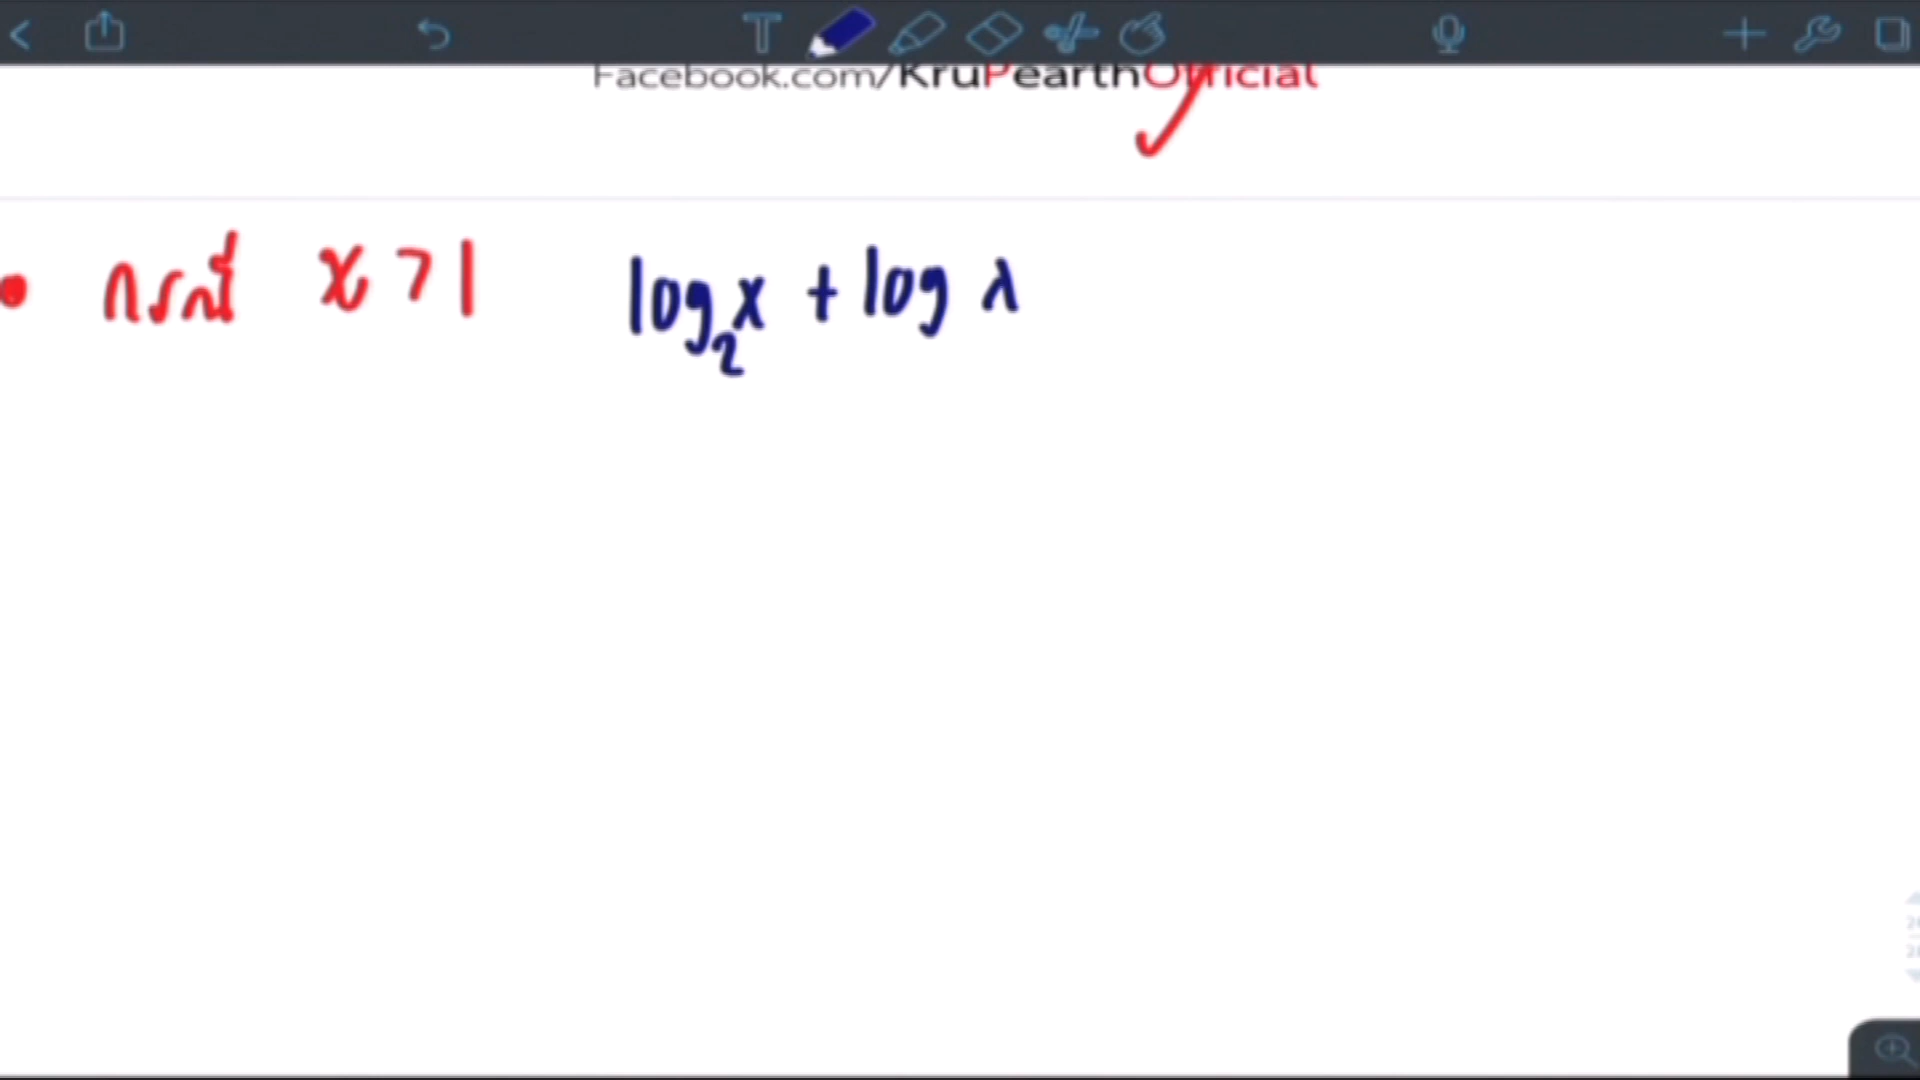 Facebook.com/KruPearthOfficial
• กรณี x > 1 log₂x + log λ